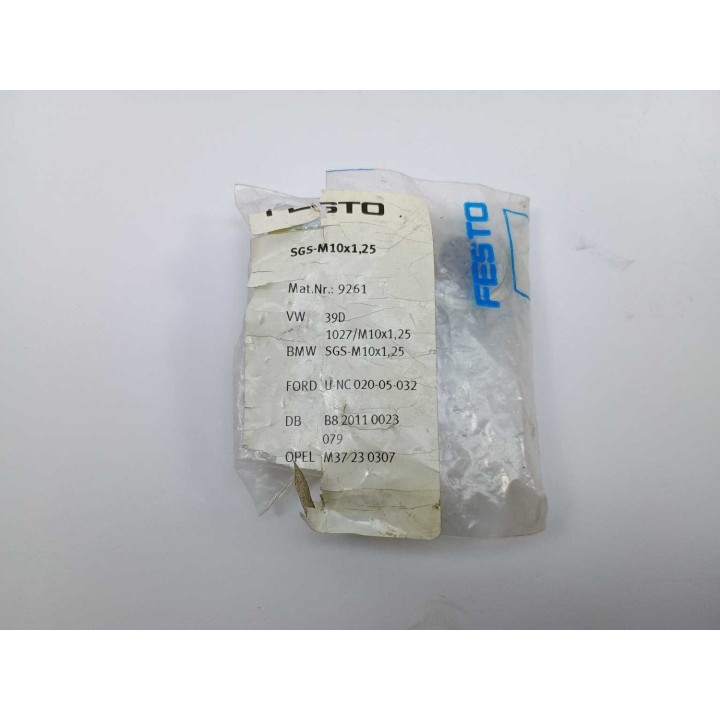 FESTO
SGS-M10x1,25
Mat.Nr.: 9261
VW 39D
1027/M10x1,25
BMW SGS-M10x1,25
FORD U-NC 020-05-032
DB B8 2011 0023
079
OPEL M37 23 0307
FESTO